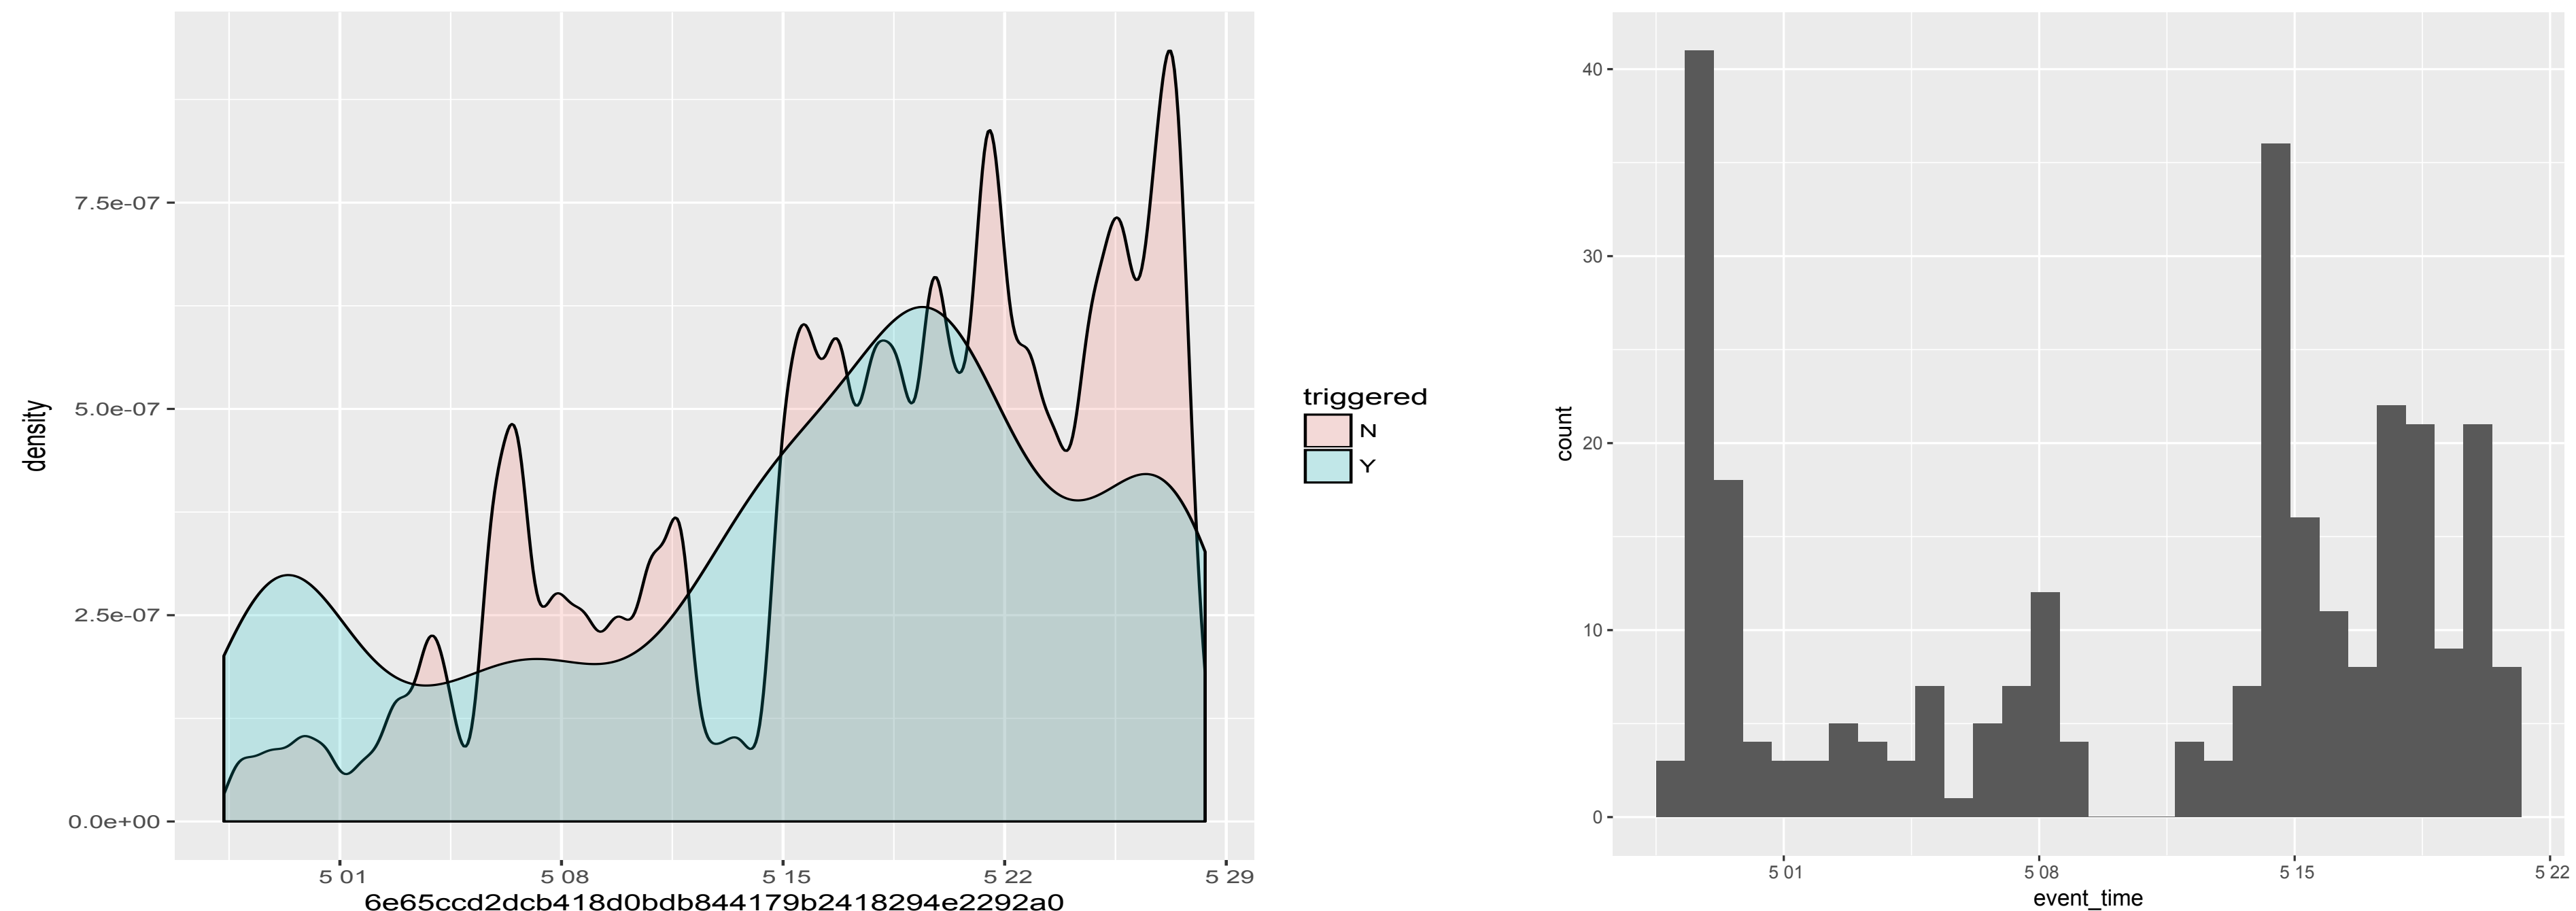 density
7.5e-07
5.0e-07
2.5e-07
0.0e+00
5 01
5 08
5 15
5 22
5 29
6e65ccd2dcb418d0bdb844179b2418294e2292a0
triggered
N
Y
count
40
30
20
10
0
5 01
5 08
5 15
5 22
event_time